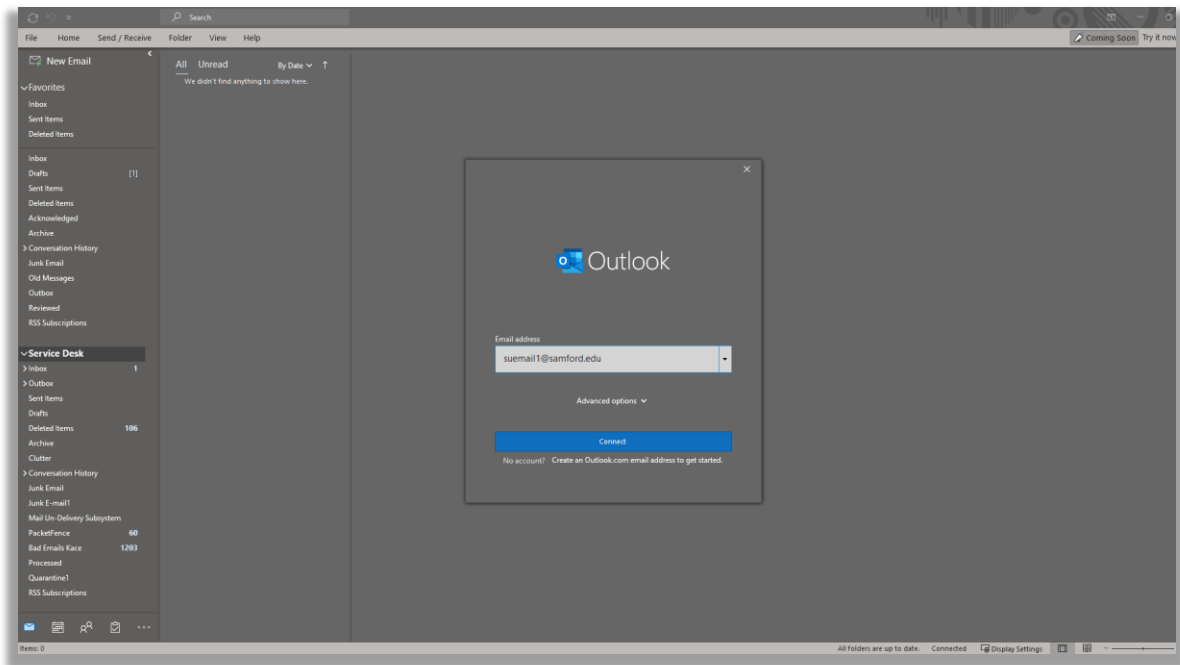 Search
File Home Send / Receive Folder View Help
Coming Soon Try it now
New Email
All Unread By Date
We didn't find anything to show here.
Favorites
Inbox
Sent Items
Deleted Items
Inbox
Drafts [1]
Sent Items
Deleted Items
Acknowledged
Archive
Conversation History
Junk Email
Old Messages
Outbox
Reviewed
RSS Subscriptions
Service Desk
Inbox 1
Outbox
Sent Items
Drafts
Deleted Items 106
Archive
Clutter
Conversation History
Junk Email
Junk E-mail1
Mail Un-Delivery Subsystem
PacketFence 60
Bad Emails Kace 1203
Processed
Quarantine1
RSS Subscriptions
Outlook
Email address
suemail1@samford.edu
Advanced options
Connect
No account? Create an Outlook.com email address to get started.
Items: 0
All folders are up to date. Connected Display Settings